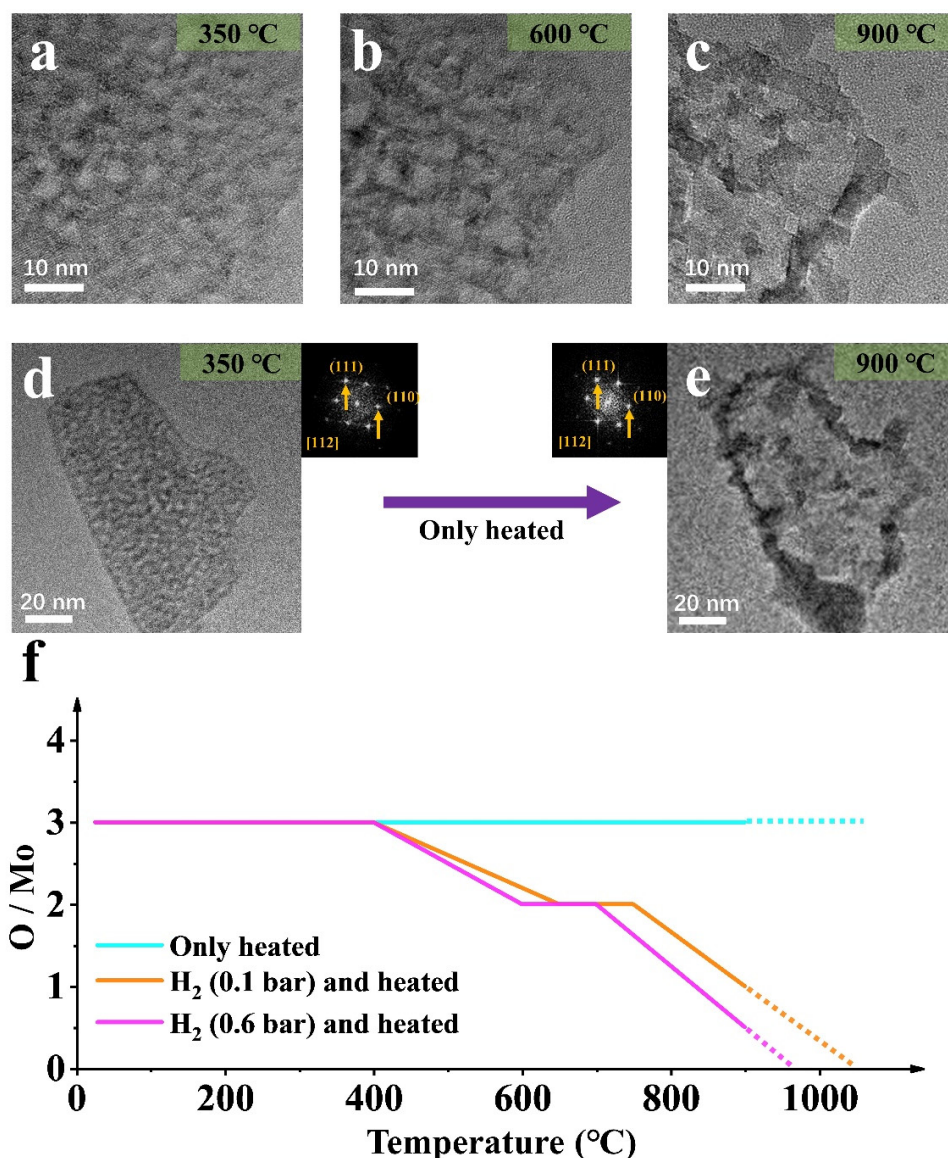 a
350 °C
10 nm
b
600 °C
10 nm
c
900 °C
10 nm
d
350 °C
20 nm
(111)
(110)
[112]
Only heated
(111)
(110)
[112]
e
900 °C
20 nm
f
O / Mo
4
3
2
1
0
Only heated
H₂ (0.1 bar) and heated
H₂ (0.6 bar) and heated
0
200
400
600
800
1000
Temperature (°C)